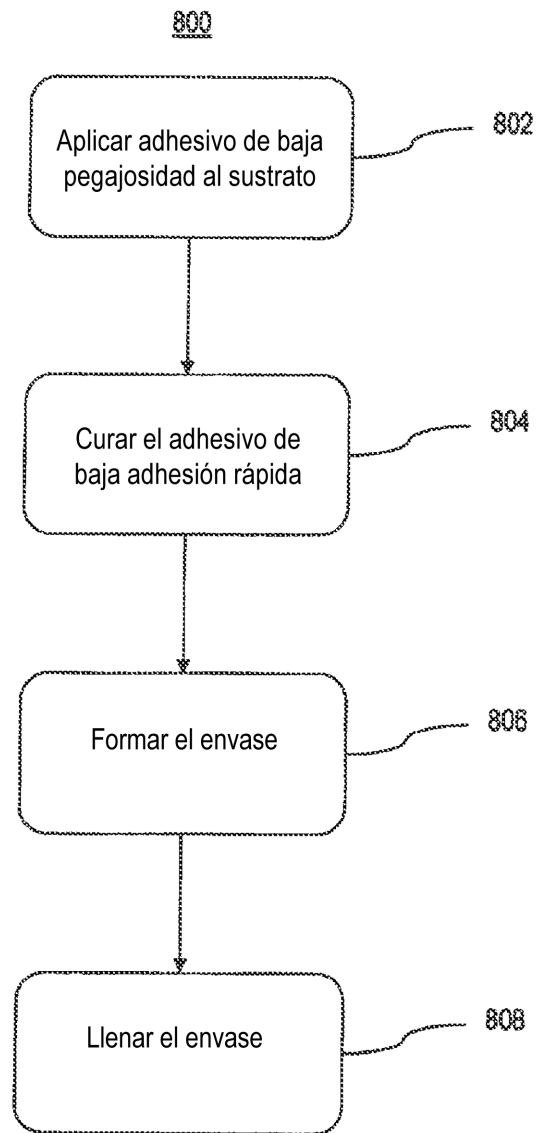 800
Aplicar adhesivo de baja
pegajosidad al sustrato
802
Curar el adhesivo de
baja adhesión rápida
804
Formar el envase
806
Llenar el envase
808